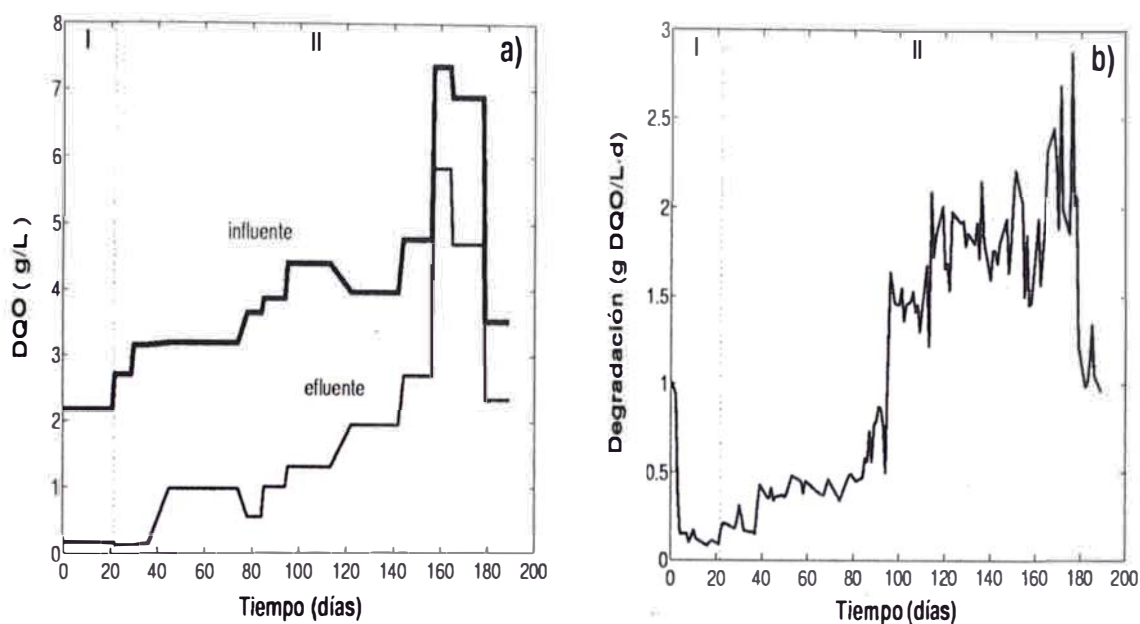 I
II
a)
8
7
6
5
4
3
2
1
0
influente
efluente
DQO ( g/L )
0 20 40 60 80 100 120 140 160 180 200
Tiempo (días)
I
II
b)
3
2.5
2
1.5
1
0.5
0
Degradación (g DQO/L·d)
0 20 40 60 80 100 120 140 160 180 200
Tiempo (días)